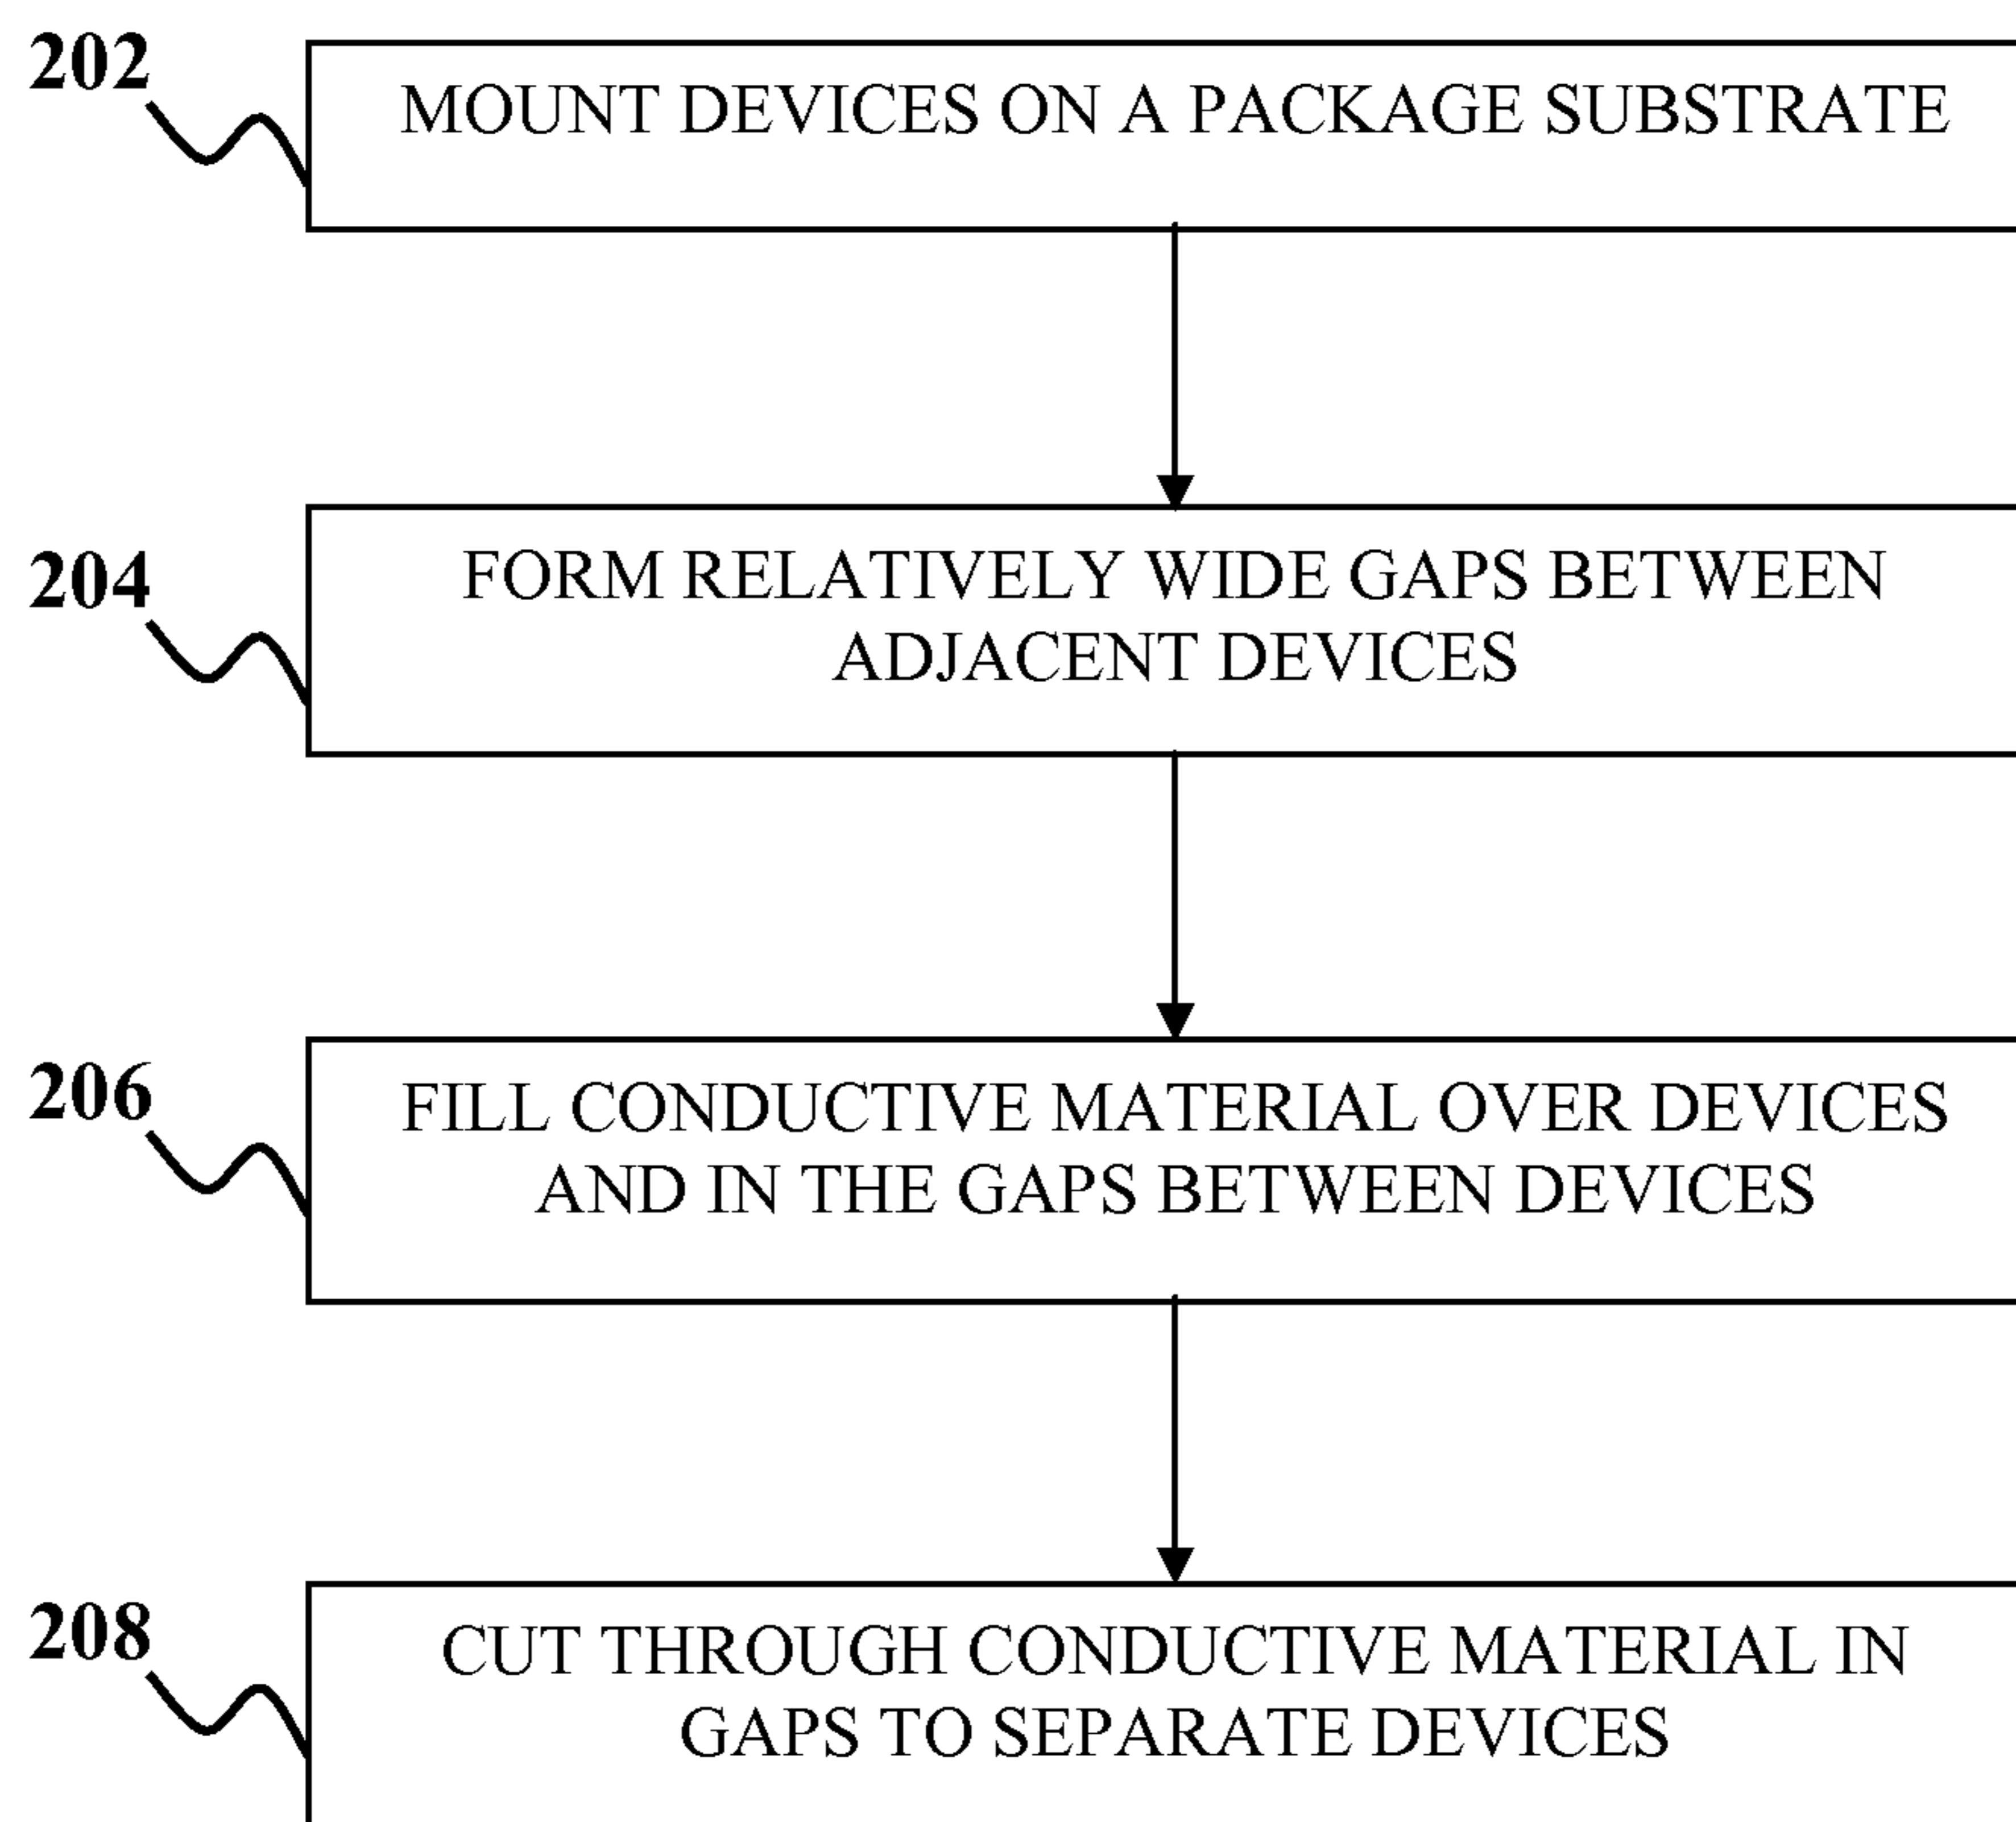 202
MOUNT DEVICES ON A PACKAGE SUBSTRATE
204
FORM RELATIVELY WIDE GAPS BETWEEN
ADJACENT DEVICES
206
FILL CONDUCTIVE MATERIAL OVER DEVICES
AND IN THE GAPS BETWEEN DEVICES
208
CUT THROUGH CONDUCTIVE MATERIAL IN
GAPS TO SEPARATE DEVICES